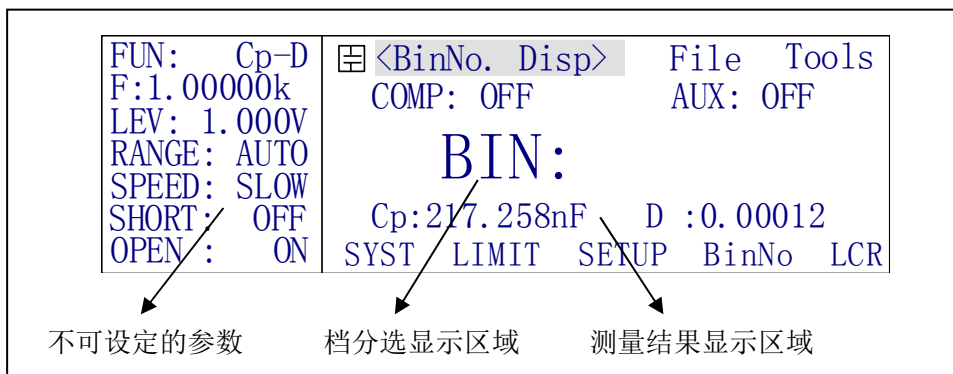 FUN: Cp-D
F:1.00000k
LEV: 1.000V
RANGE: AUTO
SPEED: SLOW
SHORT: OFF
OPEN : ON
<BinNo. Disp> File Tools
COMP: OFF AUX: OFF
BIN:
Cp:217.258nF D :0.00012
SYST LIMIT SETUP BinNo LCR
不可设定的参数 档分选显示区域 测量结果显示区域